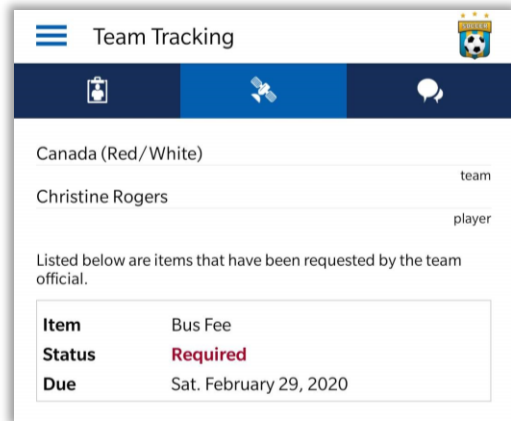 Team Tracking
SOCCER
Canada (Red/White)
team
Christine Rogers
player
Listed below are items that have been requested by the team
official.
Item Bus Fee
Status Required
Due Sat. February 29, 2020